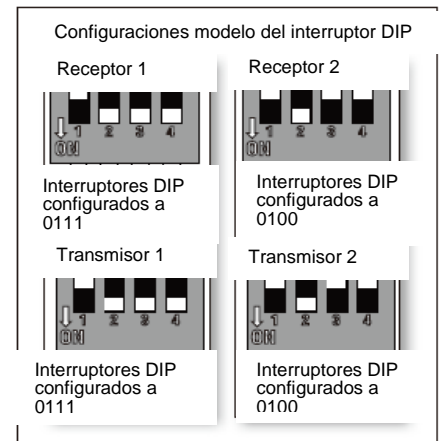 Configuraciones modelo del interruptor DIP
Receptor 1
Receptor 2
1 2 3 4
ON
1 2 3 4
ON
Interruptores DIP
configurados a
0111
Interruptores DIP
configurados a
0100
Transmisor 1
Transmisor 2
1 2 3 4
ON
1 2 3 4
ON
Interruptores DIP
configurados a
0111
Interruptores DIP
configurados a
0100